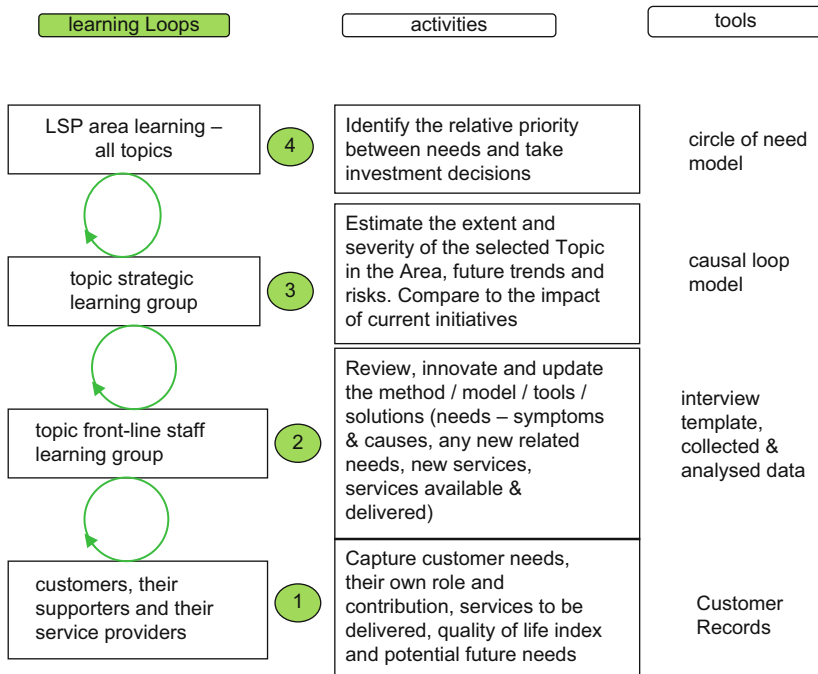 learning Loops
activities
tools
LSP area learning –
all topics
4
Identify the relative priority
between needs and take
investment decisions
circle of need
model
topic strategic
learning group
3
Estimate the extent and
severity of the selected Topic
in the Area, future trends and
risks. Compare to the impact
of current initiatives
causal loop
model
topic front-line staff
learning group
2
Review, innovate and update
the method / model / tools /
solutions (needs – symptoms
& causes, any new related
needs, new services,
services available &
delivered)
interview
template,
collected &
analysed data
customers, their
supporters and their
service providers
1
Capture customer needs,
their own role and
contribution, services to be
delivered, quality of life index
and potential future needs
Customer
Records